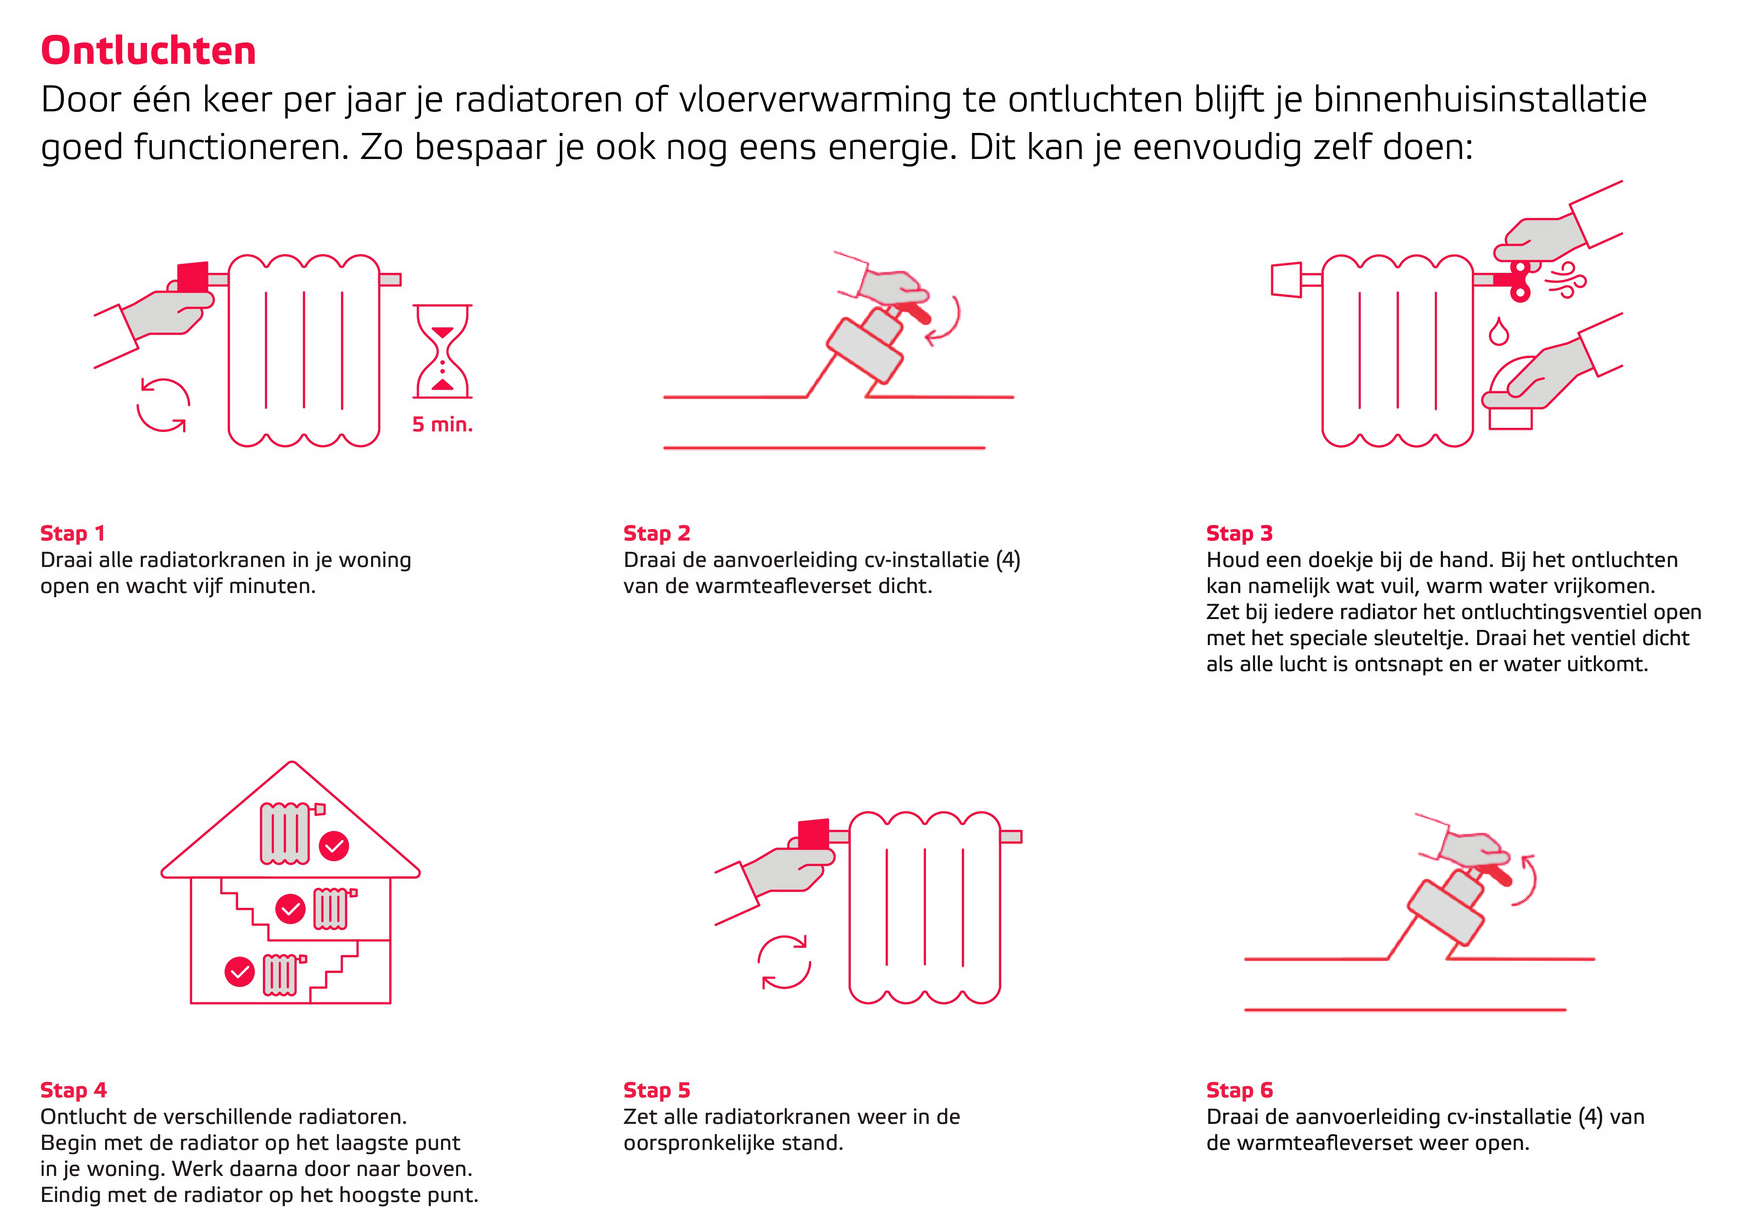 Ontluchten
Door één keer per jaar je radiatoren of vloerverwarming te ontluchten blijft je binnenhuisinstallatie
goed functioneren. Zo bespaar je ook nog eens energie. Dit kan je eenvoudig zelf doen:
5 min.
Stap 1
Draai alle radiatorkranen in je woning
open en wacht vijf minuten.
Stap 2
Draai de aanvoerleiding cv-installatie (4)
van de warmteafleverset dicht.
Stap 3
Houd een doekje bij de hand. Bij het ontluchten
kan namelijk wat vuil, warm water vrijkomen.
Zet bij iedere radiator het ontluchtingsventiel open
met het speciale sleuteltje. Draai het ventiel dicht
als alle lucht is ontsnapt en er water uitkomt.
Stap 4
Ontlucht de verschillende radiatoren.
Begin met de radiator op het laagste punt
in je woning. Werk daarna door naar boven.
Eindig met de radiator op het hoogste punt.
Stap 5
Zet alle radiatorkranen weer in de
oorspronkelijke stand.
Stap 6
Draai de aanvoerleiding cv-installatie (4) van
de warmteafleverset weer open.